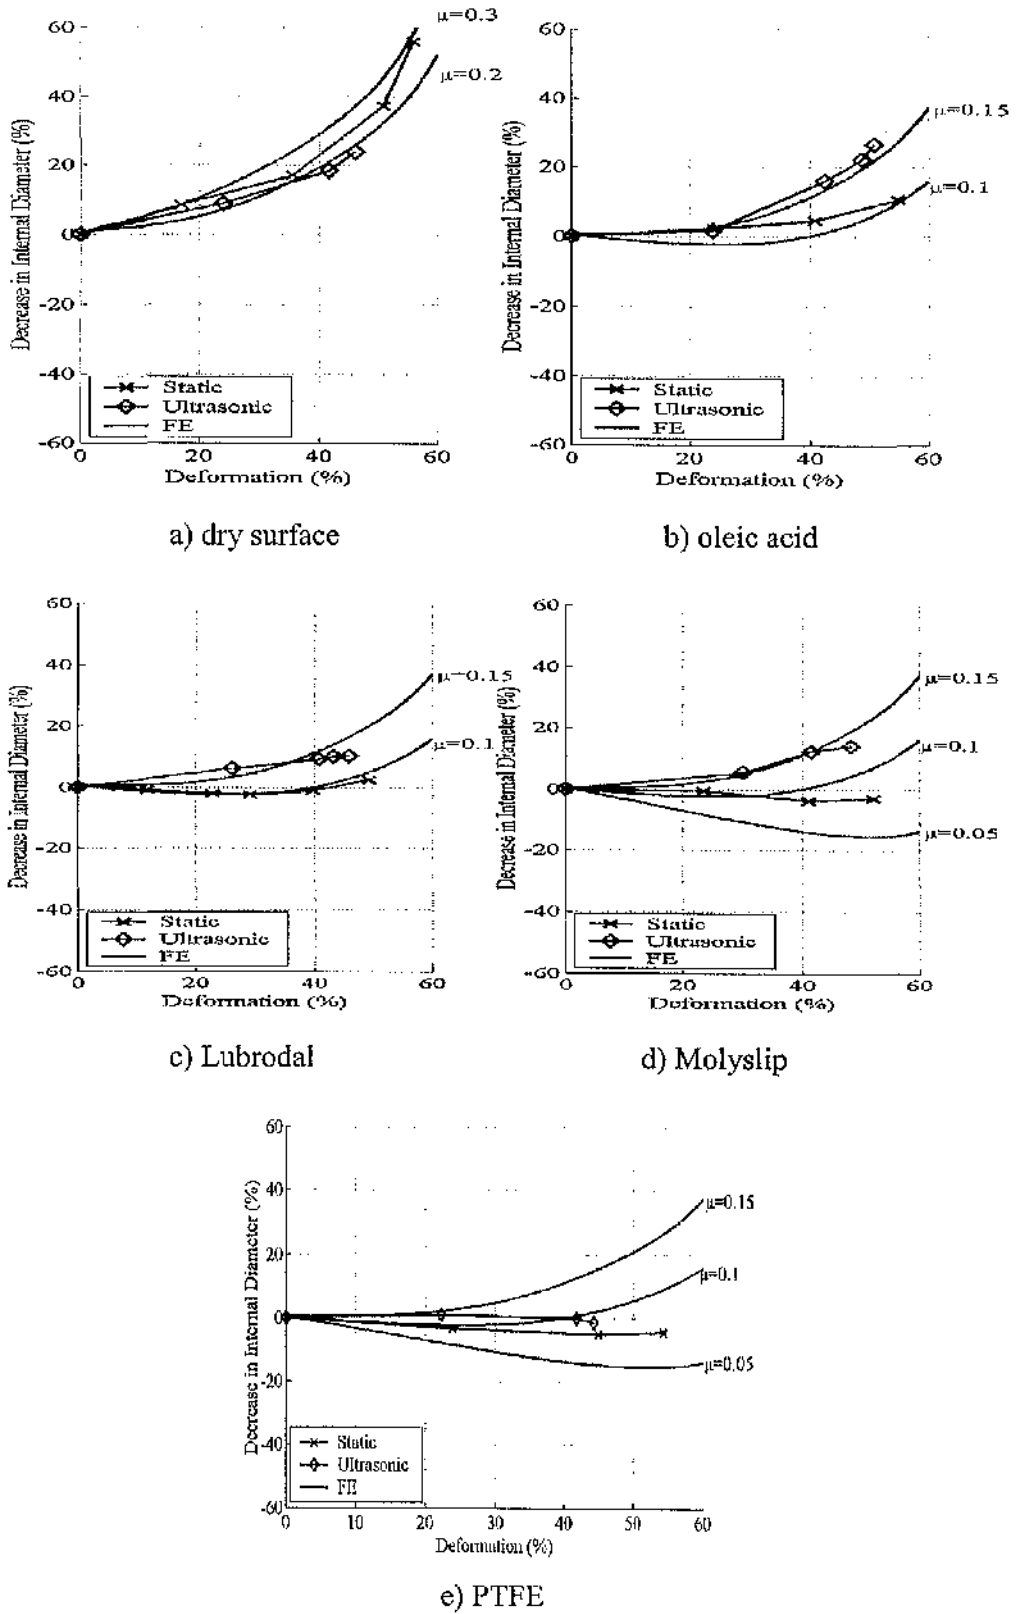 60
40
20
0
-20
-40
-60
Decrease in Internal Diameter (%)
μ=0.3
μ=0.2
Static
Ultrasonic
FE
0 20 40 60
Deformation (%)
a) dry surface
60
40
20
0
-20
-40
-60
Decrease in Internal Diameter (%)
μ=0.15
μ=0.1
Static
Ultrasonic
FE
0 20 40 60
Deformation (%)
b) oleic acid
60
40
20
0
-20
-40
-60
Decrease in Internal Diameter (%)
μ=0.15
μ=0.1
Static
Ultrasonic
FE
0 20 40 60
Deformation (%)
c) Lubrodal
60
40
20
0
-20
-40
-60
Decrease in Internal Diameter (%)
μ=0.15
μ=0.1
μ=0.05
Static
Ultrasonic
FE
0 20 40 60
Deformation (%)
d) Molyslip
60
40
20
0
-20
-40
-60
Decrease in Internal Diameter (%)
μ=0.15
μ=0.1
μ=0.05
Static
Ultrasonic
FE
0 10 20 30 40 50 60
Deformation (%)
e) PTFE